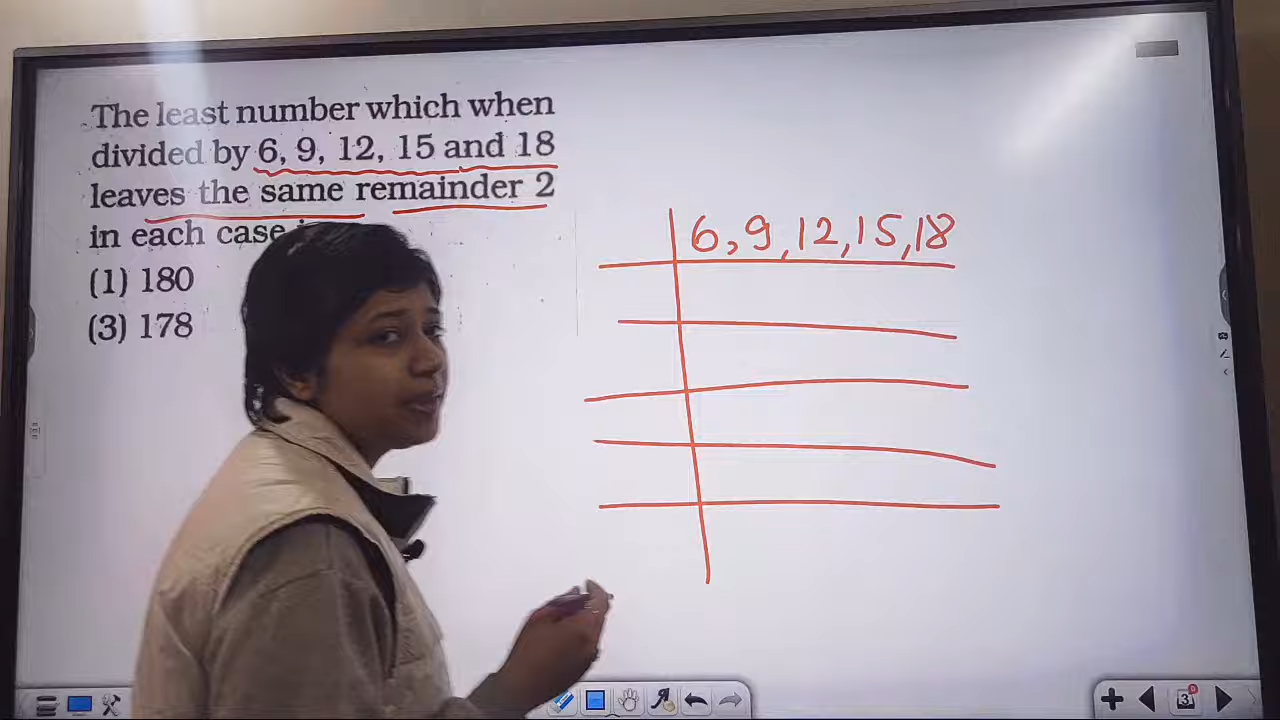 The least number which when
divided by 6, 9, 12, 15 and 18
leaves the same remainder 2
in each case
(1) 180
(3) 178
6, 9, 12, 15, 18
3